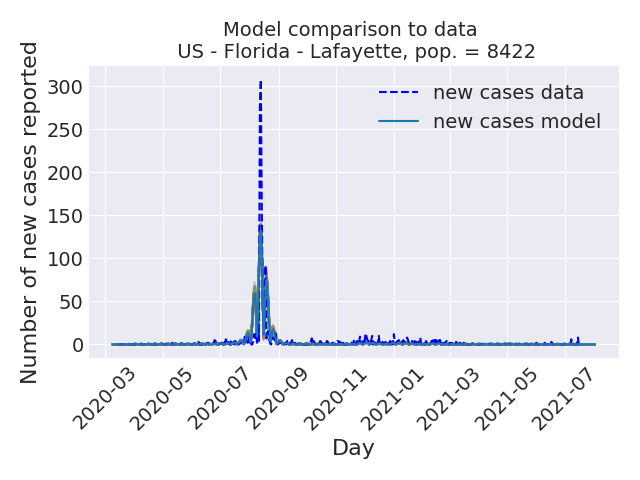 Model comparison to data
US - Florida - Lafayette, pop. = 8422
Number of new cases reported
300
250
200
150
100
50
0
new cases data
new cases model
2020-03
2020-05
2020-07
2020-09
2020-11
2021-01
2021-03
2021-05
2021-07
Day